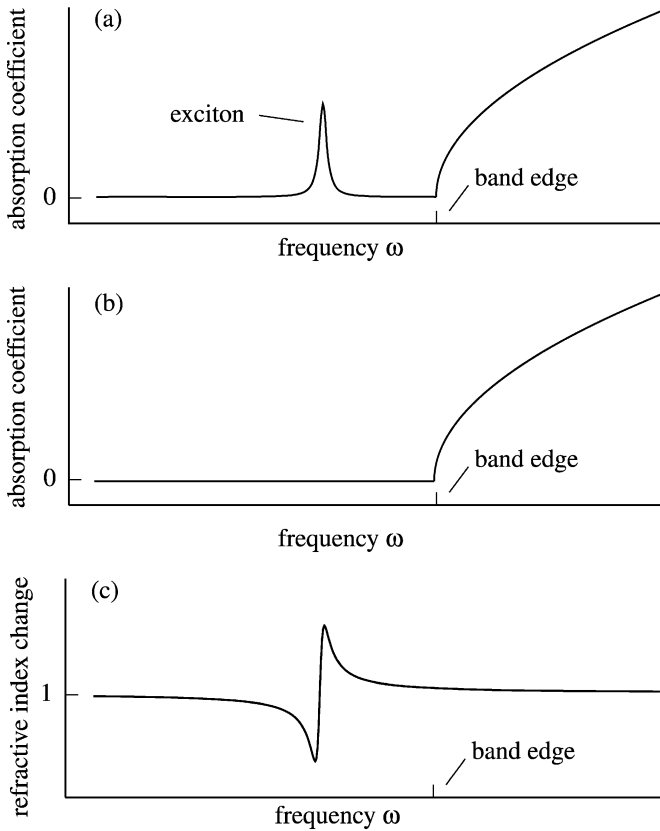 (a)
absorption coefficient
exciton
band edge
0
frequency ω
(b)
absorption coefficient
band edge
0
frequency ω
(c)
refractive index change
1
band edge
frequency ω